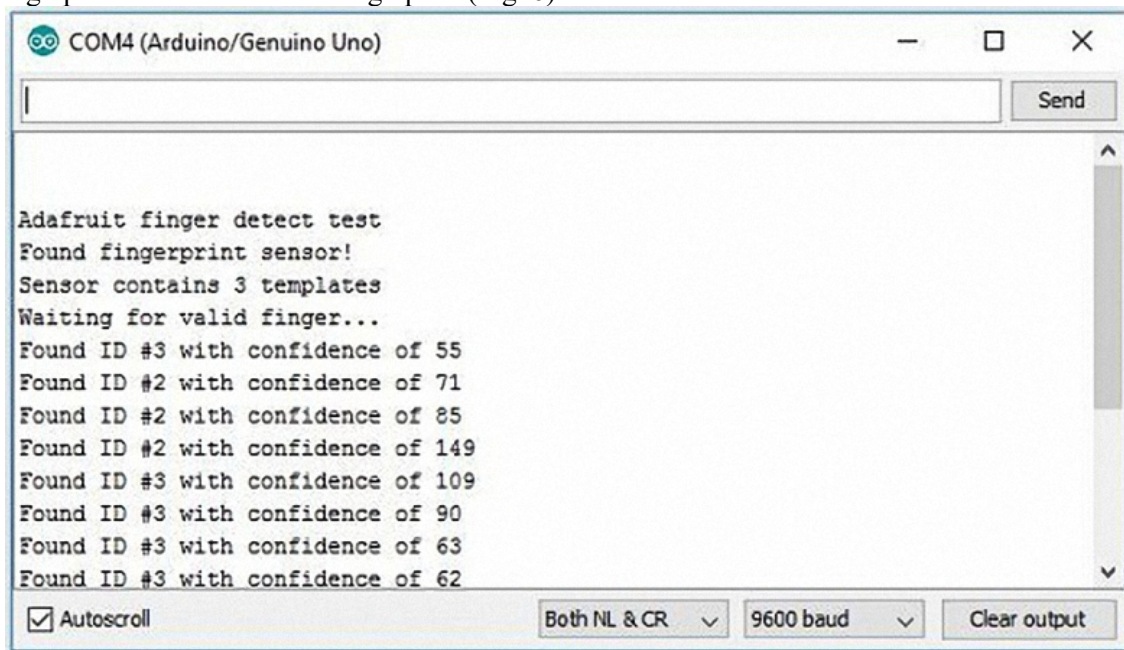 COM4 (Arduino/Genuino Uno)
Send
Adafruit finger detect test
Found fingerprint sensor!
Sensor contains 3 templates
Waiting for valid finger...
Found ID #3 with confidence of 55
Found ID #2 with confidence of 71
Found ID #2 with confidence of 85
Found ID #2 with confidence of 149
Found ID #3 with confidence of 109
Found ID #3 with confidence of 90
Found ID #3 with confidence of 63
Found ID #3 with confidence of 62
Autoscroll Both NL & CR 9600 baud Clear output